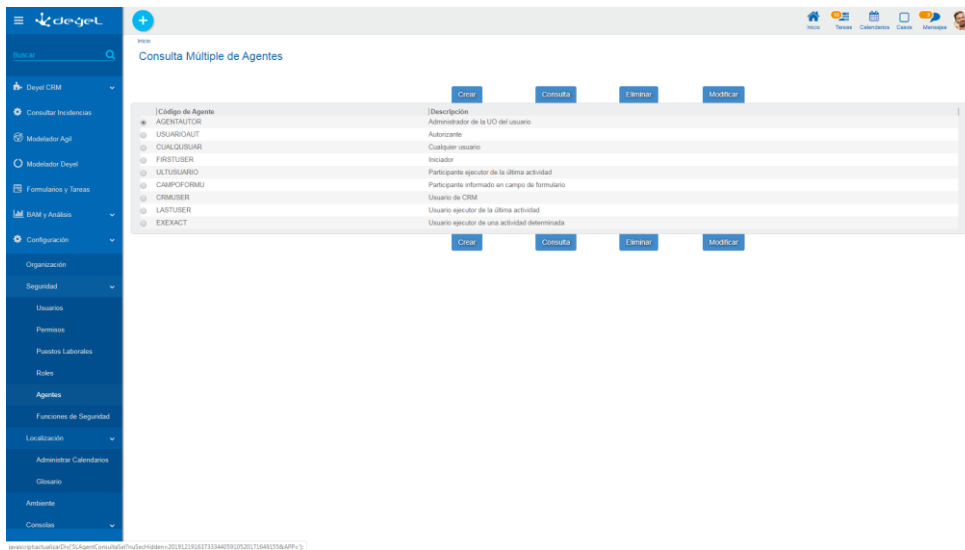 deyel
Inicio
Tareas
Calendarios
Casos
Mensajes
Inicio
Consulta Múltiple de Agentes
Buscar
Deyel CRM
Consultar Incidencias
Modelador Agil
Modelador Deyel
Formularios y Tareas
BAM y Análisis
Configuración
Organización
Seguridad
Usuarios
Permisos
Puestos Laborales
Roles
Agentes
Funciones de Seguridad
Localización
Administrar Calendarios
Glosario
Ambiente
Consolas
Crear Consulta Eliminar Modificar
Código de Agente Descripción
AGENTAUTOR Administrador de la UO del usuario
USUARIOAUT Autorizante
CUALQUSUAR Cualquier usuario
FIRSTUSER Iniciador
ULTUSUARIO Participante ejecutor de la última actividad
CAMPOFORMU Participante informado en campo de formulario
CRMUSER Usuario de CRM
LASTUSER Usuario ejecutor de la última actividad
EXEXACT Usuario ejecutor de una actividad determinada
Crear Consulta Eliminar Modificar